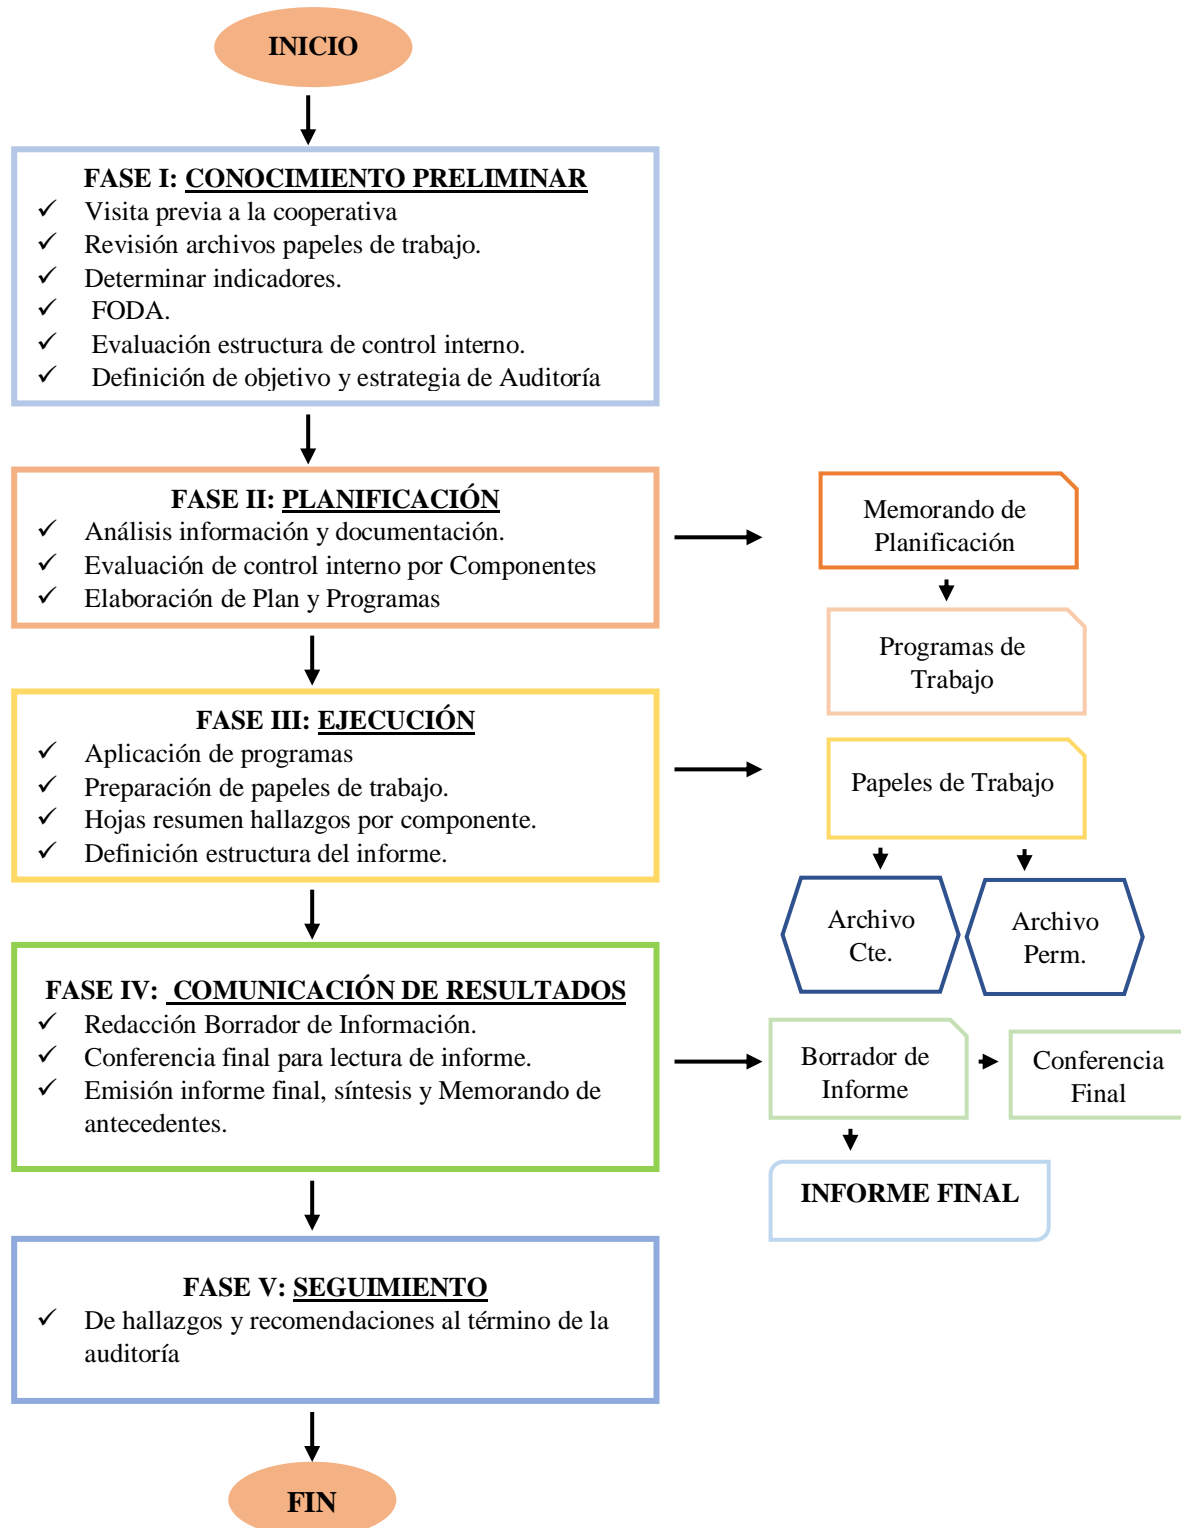 INICIO
FASE I: CONOCIMIENTO PRELIMINAR
✓ Visita previa a la cooperativa
✓ Revisión archivos papeles de trabajo.
✓ Determinar indicadores.
✓ FODA.
✓ Evaluación estructura de control interno.
✓ Definición de objetivo y estrategia de Auditoría
FASE II: PLANIFICACIÓN
✓ Análisis información y documentación.
✓ Evaluación de control interno por Componentes
✓ Elaboración de Plan y Programas
Memorando de
Planificación
Programas de
Trabajo
FASE III: EJECUCIÓN
✓ Aplicación de programas
✓ Preparación de papeles de trabajo.
✓ Hojas resumen hallazgos por componente.
✓ Definición estructura del informe.
Papeles de Trabajo
Archivo
Cte.
Archivo
Perm.
FASE IV: COMUNICACIÓN DE RESULTADOS
✓ Redacción Borrador de Información.
✓ Conferencia final para lectura de informe.
✓ Emisión informe final, síntesis y Memorando de
antecedentes.
Borrador de
Informe
Conferencia
Final
INFORME FINAL
FASE V: SEGUIMIENTO
✓ De hallazgos y recomendaciones al término de la
auditoría
FIN